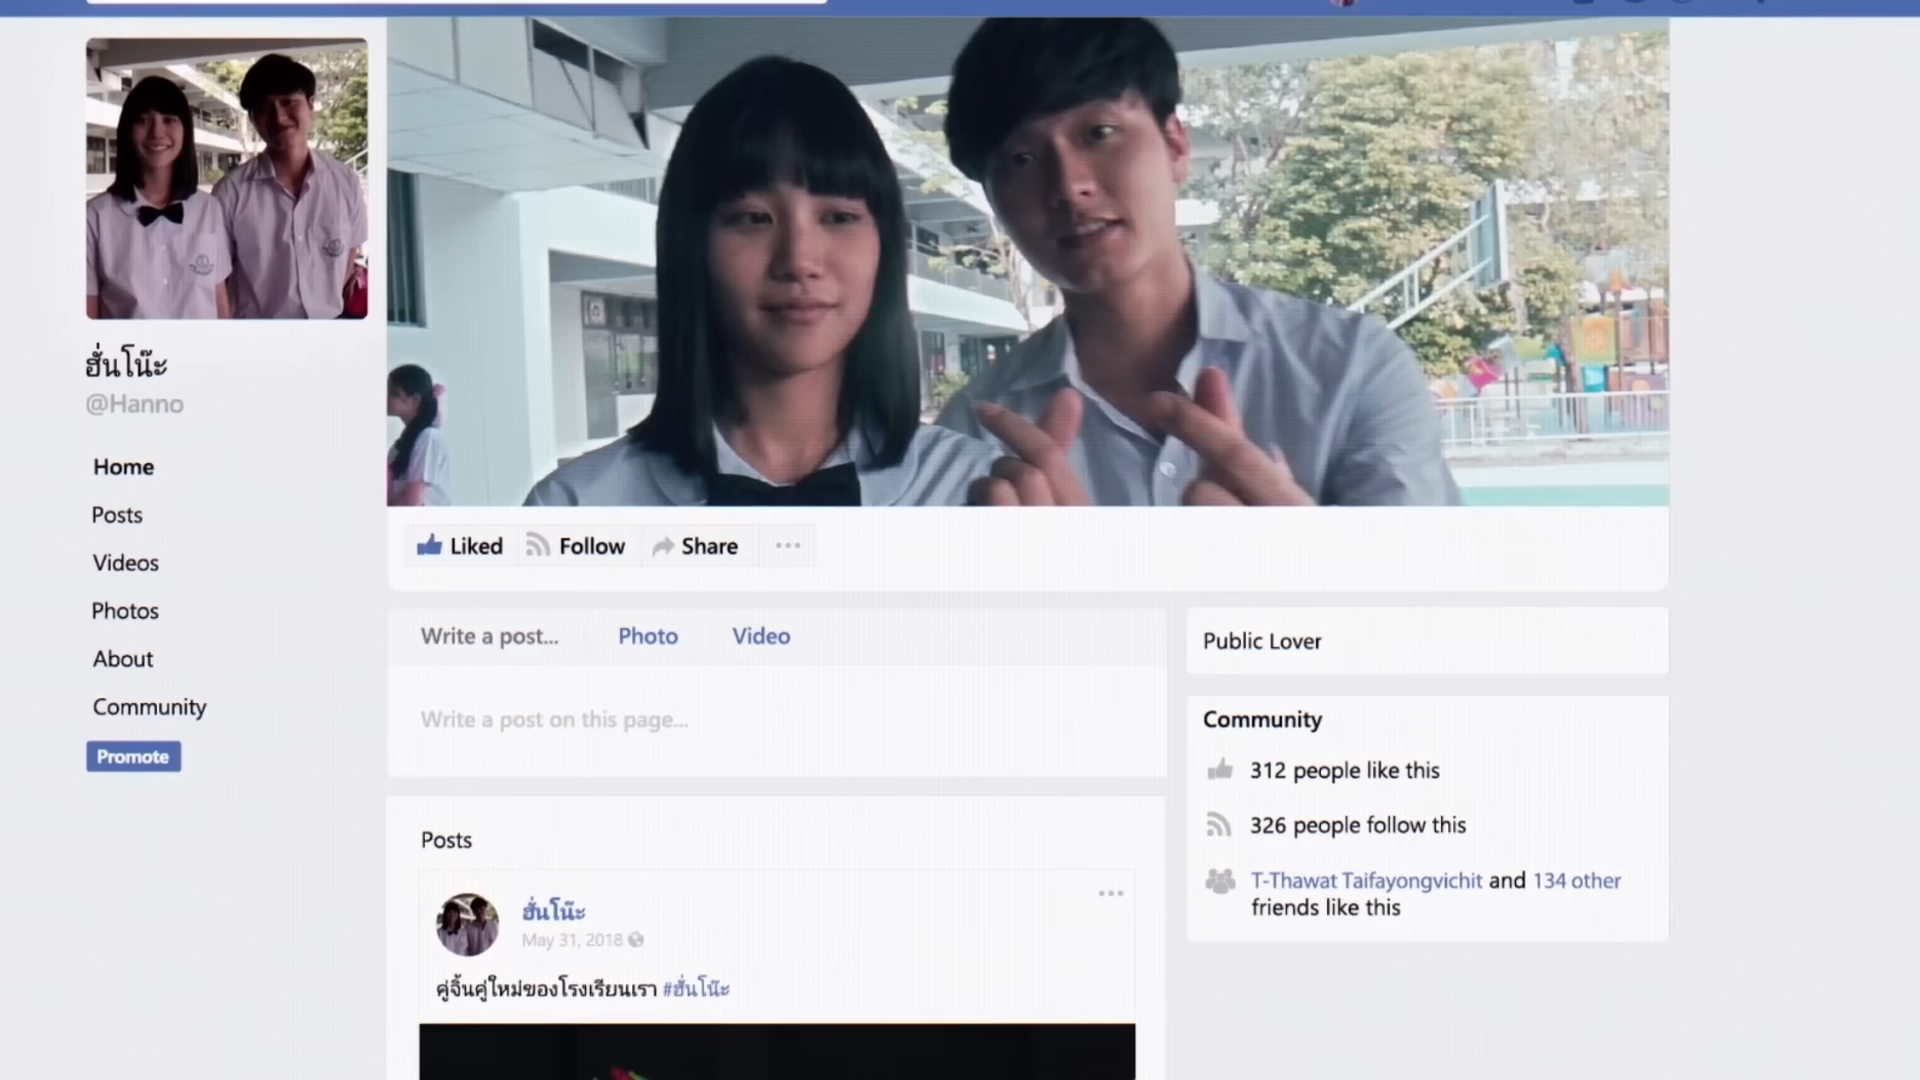 ฮั่นโน๊ะ
@Hanno
Home
Posts
Videos
Photos
About
Community
Promote
Liked
Follow
Share
Write a post...
Photo
Video
Write a post on this page...
Posts
ฮั่นโน๊ะ
May 31, 2018
คู่จิ้นคู่ใหม่ของโรงเรียนเรา #ฮั่นโน๊ะ
Public Lover
Community
312 people like this
326 people follow this
T-Thawat Taifayongvichit and 134 other
friends like this